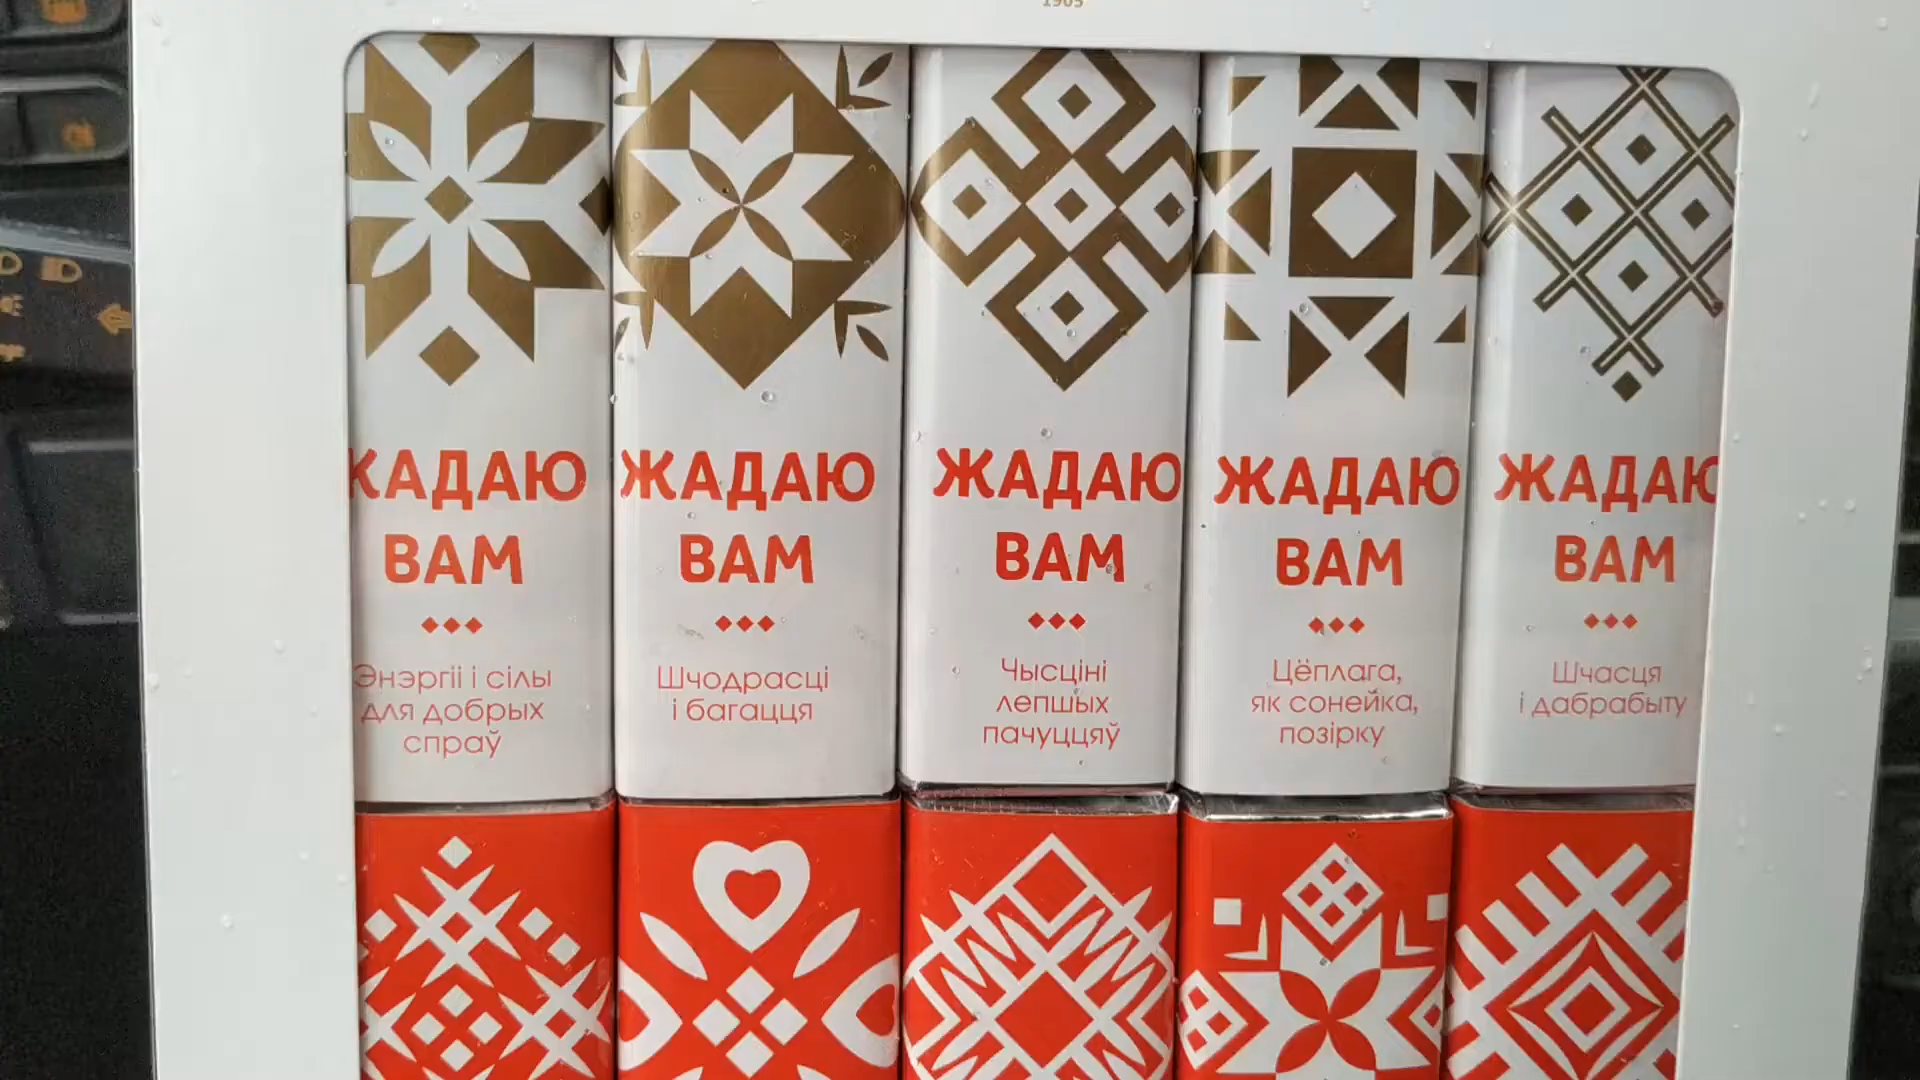 1905
ЖАДАЮ
ВАМ
Энэргіі і сілы
для добрых
спраў
ЖАДАЮ
ВАМ
Шчодрасці
і багацця
ЖАДАЮ
ВАМ
Чысціні
лепшых
пачуццяў
ЖАДАЮ
ВАМ
Цёплага,
як сонейка,
позірку
ЖАДАЮ
ВАМ
Шчасця
і дабрабыту